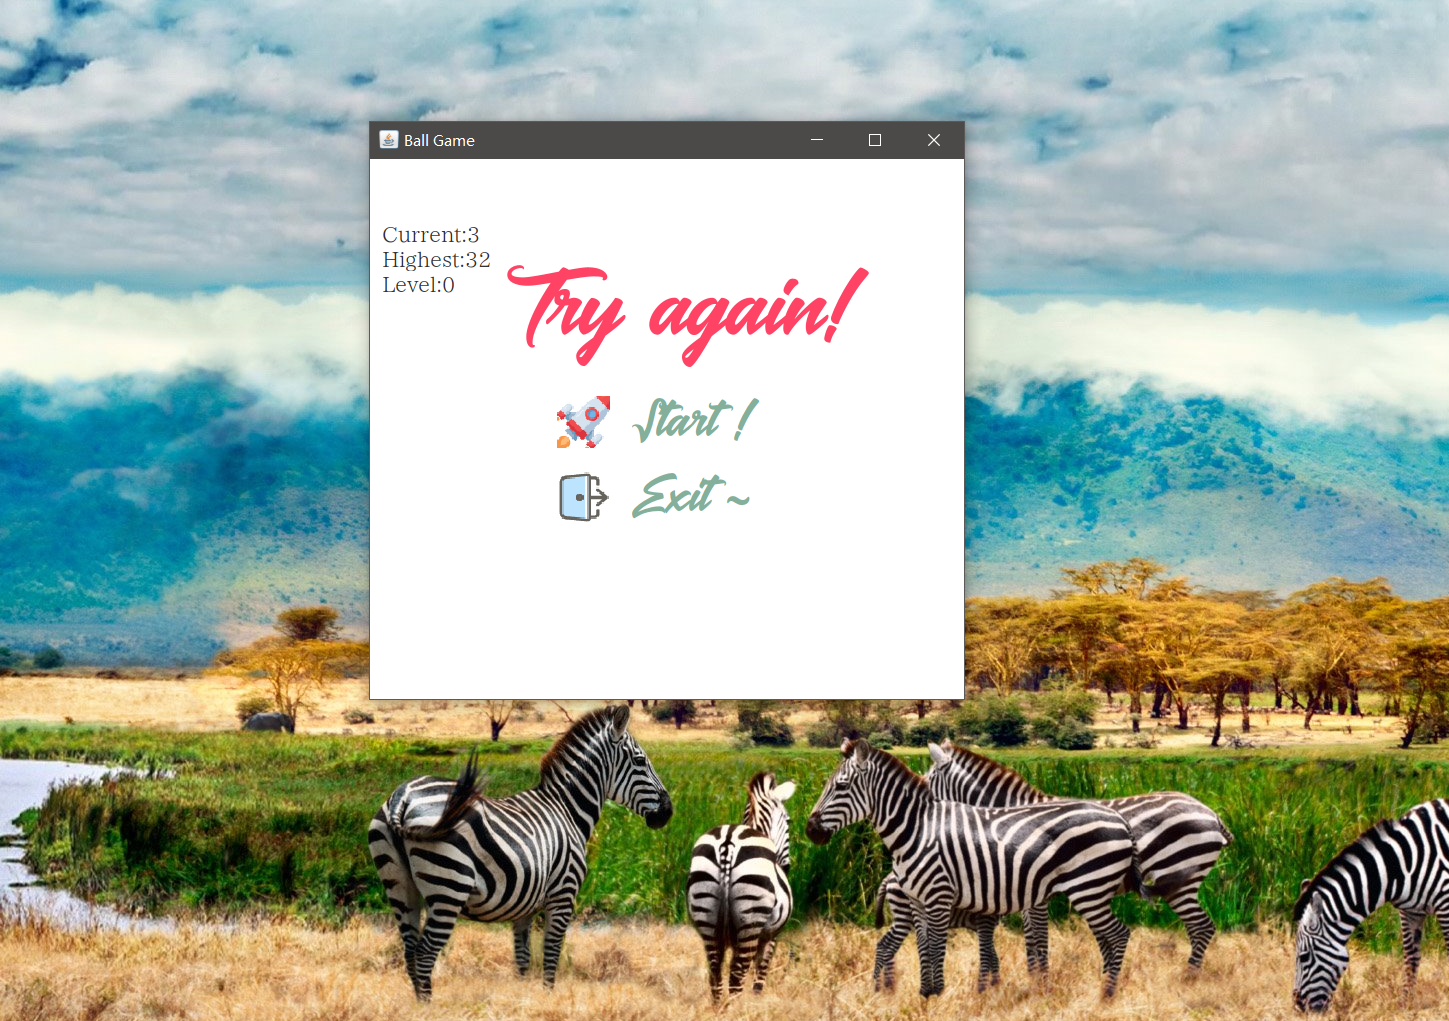 Ball Game
Current:3
Highest:32
Level:0
Try again!
Start !
Exit ~